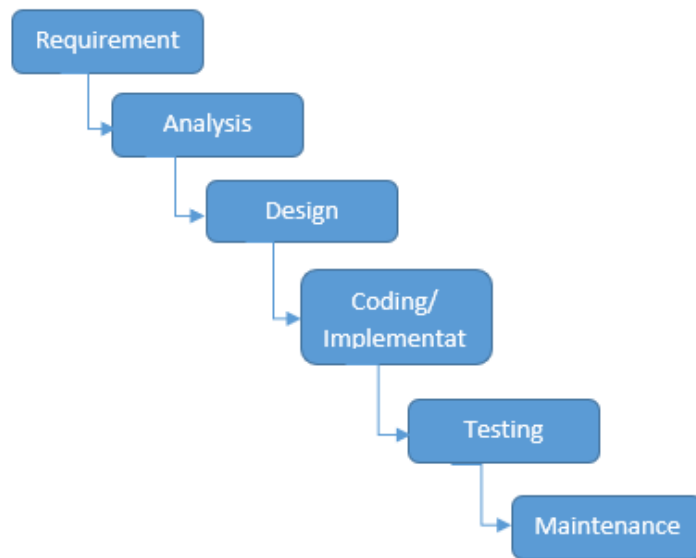 Requirement
Analysis
Design
Coding/
Implementat
Testing
Maintenance